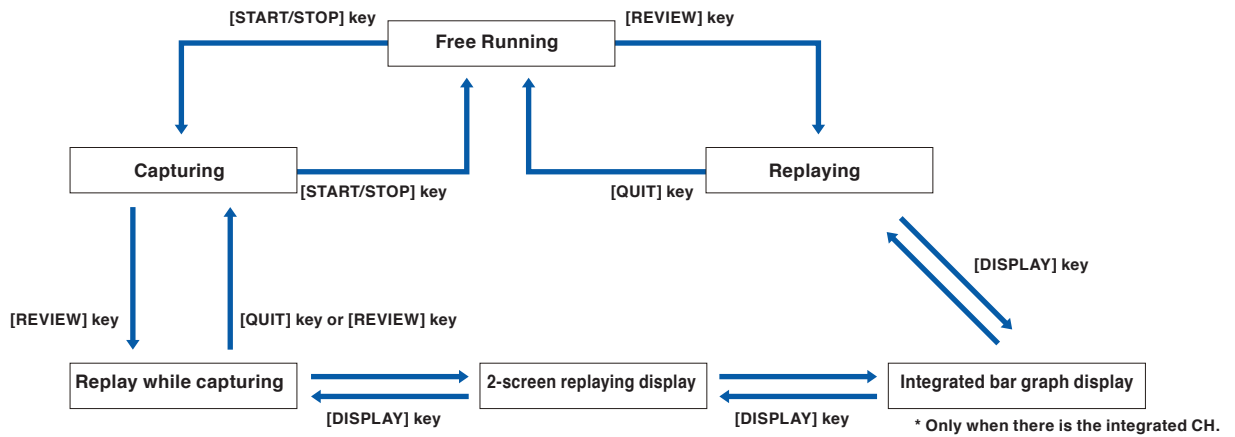 [START/STOP] key
[REVIEW] key
Free Running
Capturing
Replaying
[START/STOP] key
[QUIT] key
[DISPLAY] key
[REVIEW] key
[QUIT] key or [REVIEW] key
Replay while capturing
2-screen replaying display
Integrated bar graph display
[DISPLAY] key
[DISPLAY] key
* Only when there is the integrated CH.